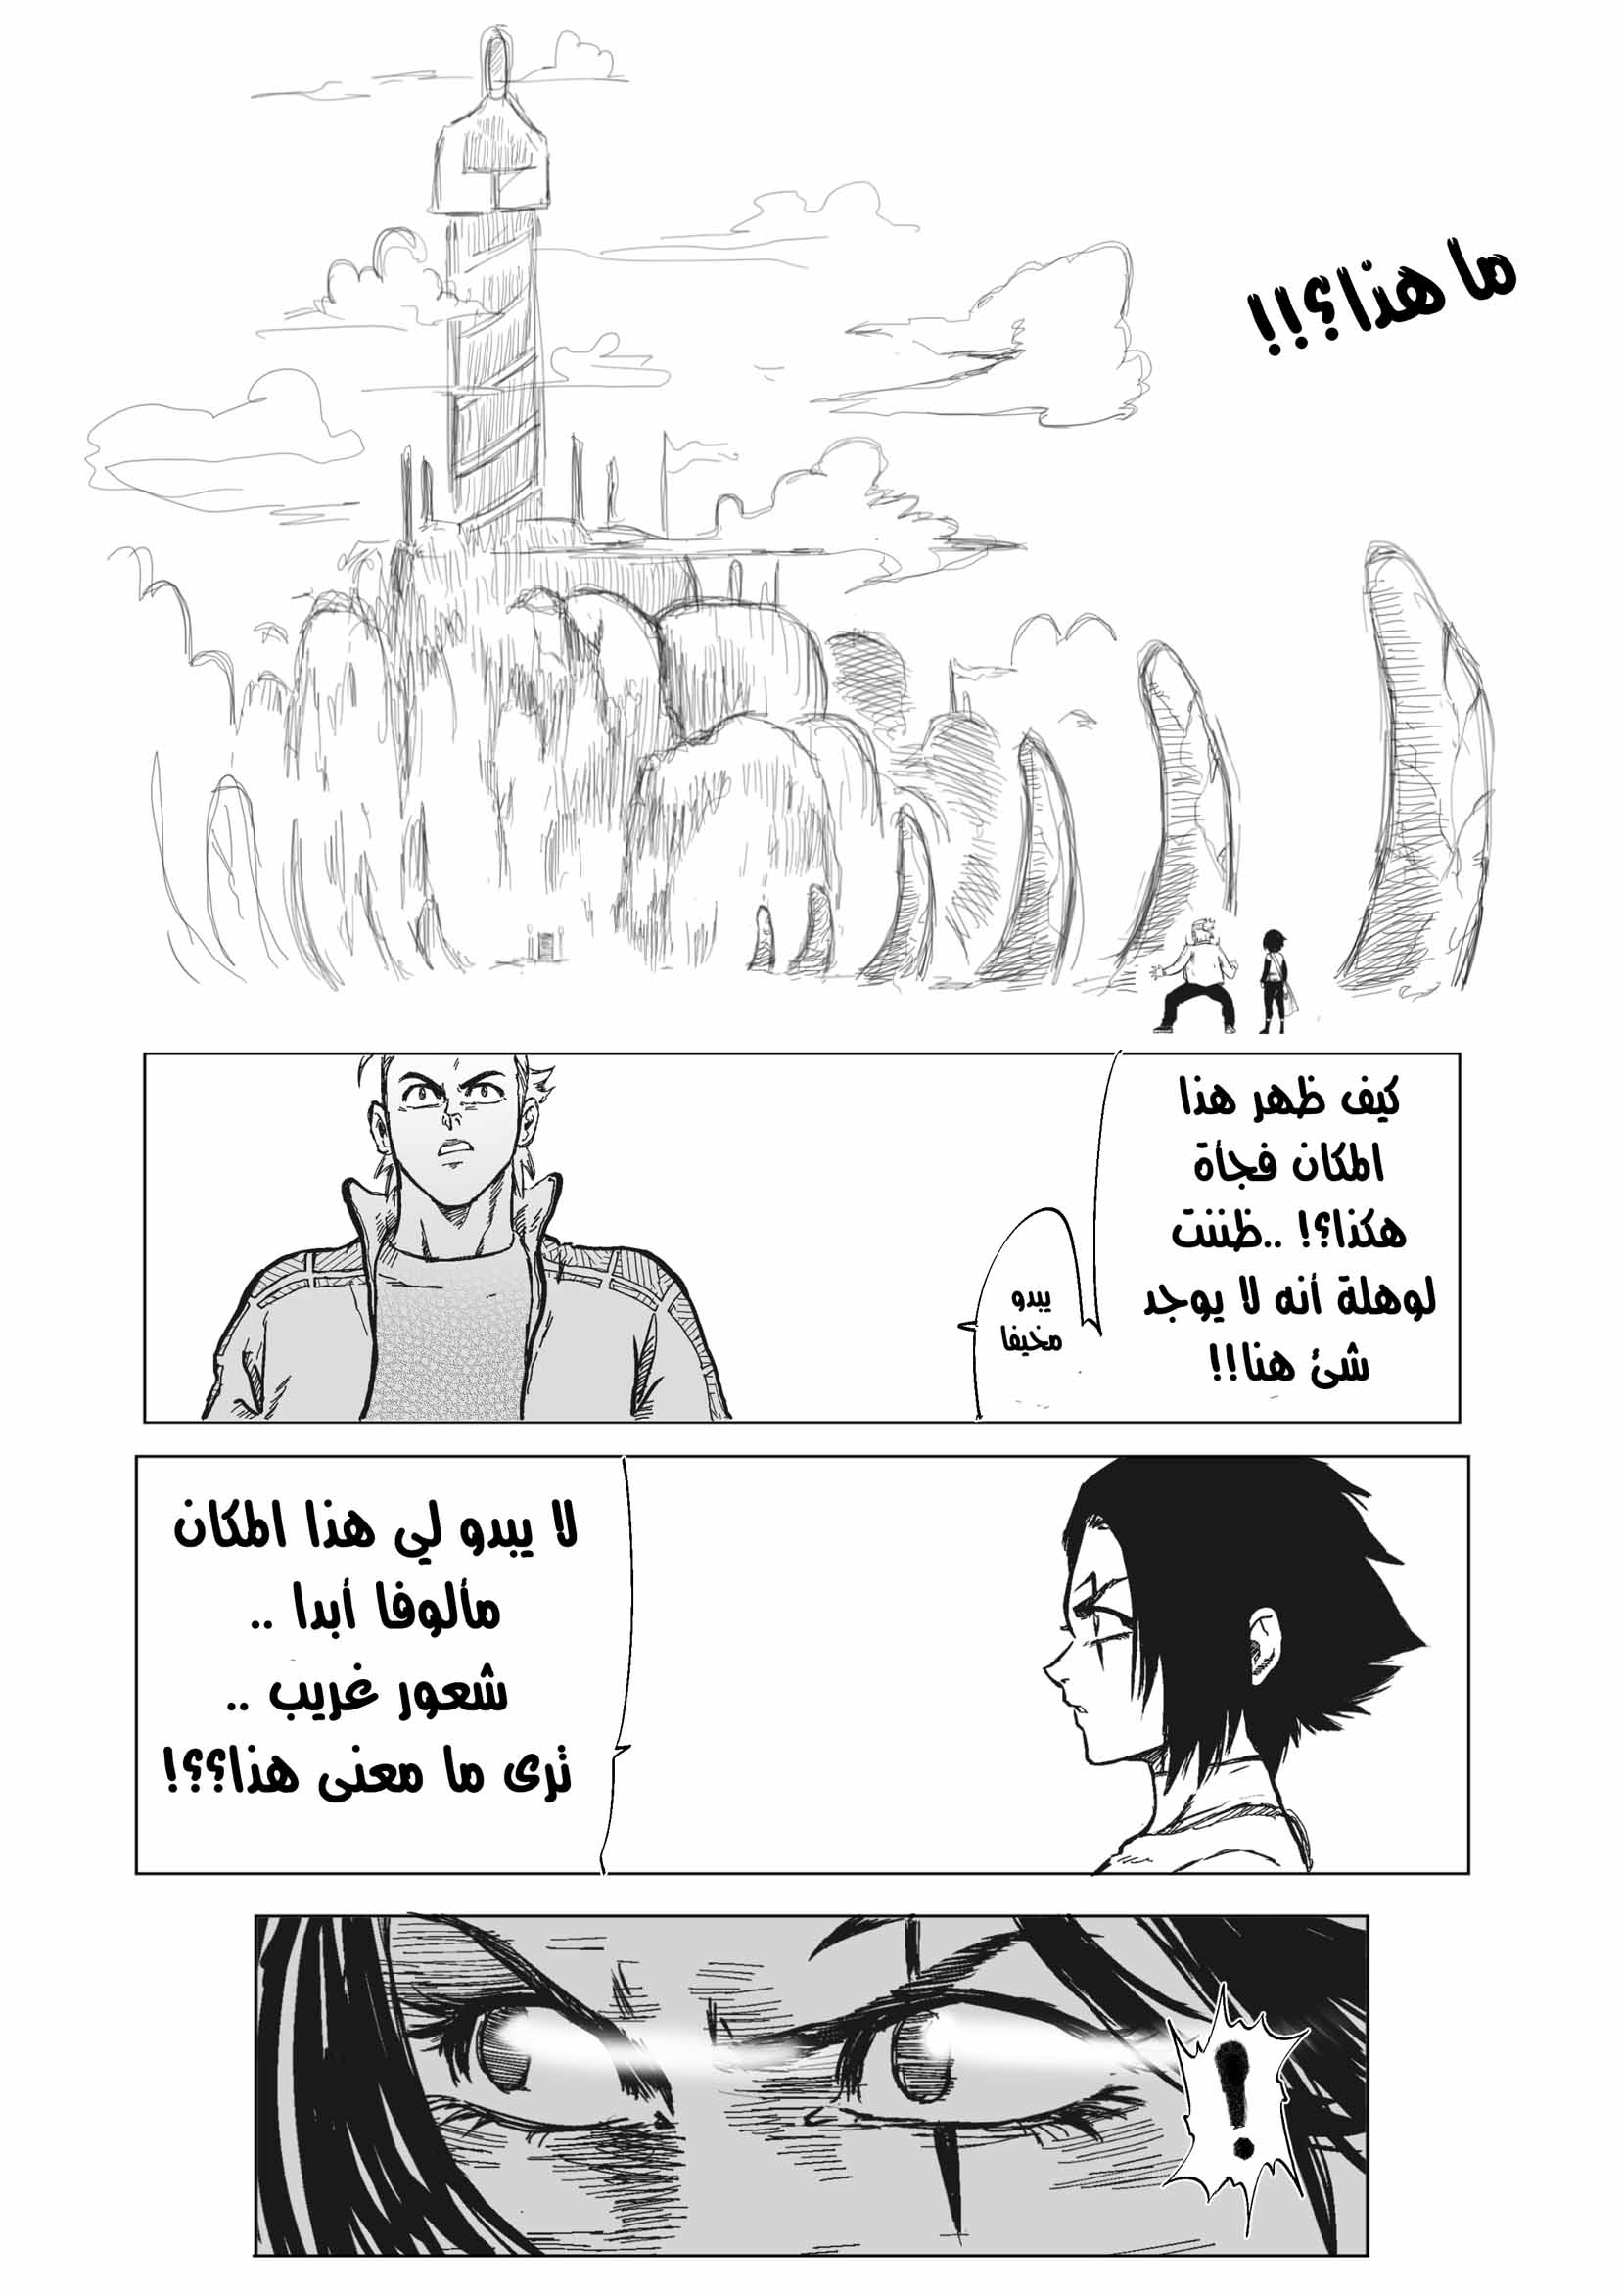 ما هذا؟!!
كيف ظهر هذا
المكان فجأة
هكذا؟! ..ظننت
لوهلة أنه لا يوجد
شئ هنا!!
يبدو
مخيفا
لا يبدو لي هذا المكان
مألوفا أبدا ..
شعور غريب ..
ترى ما معنى هذا؟؟!
!